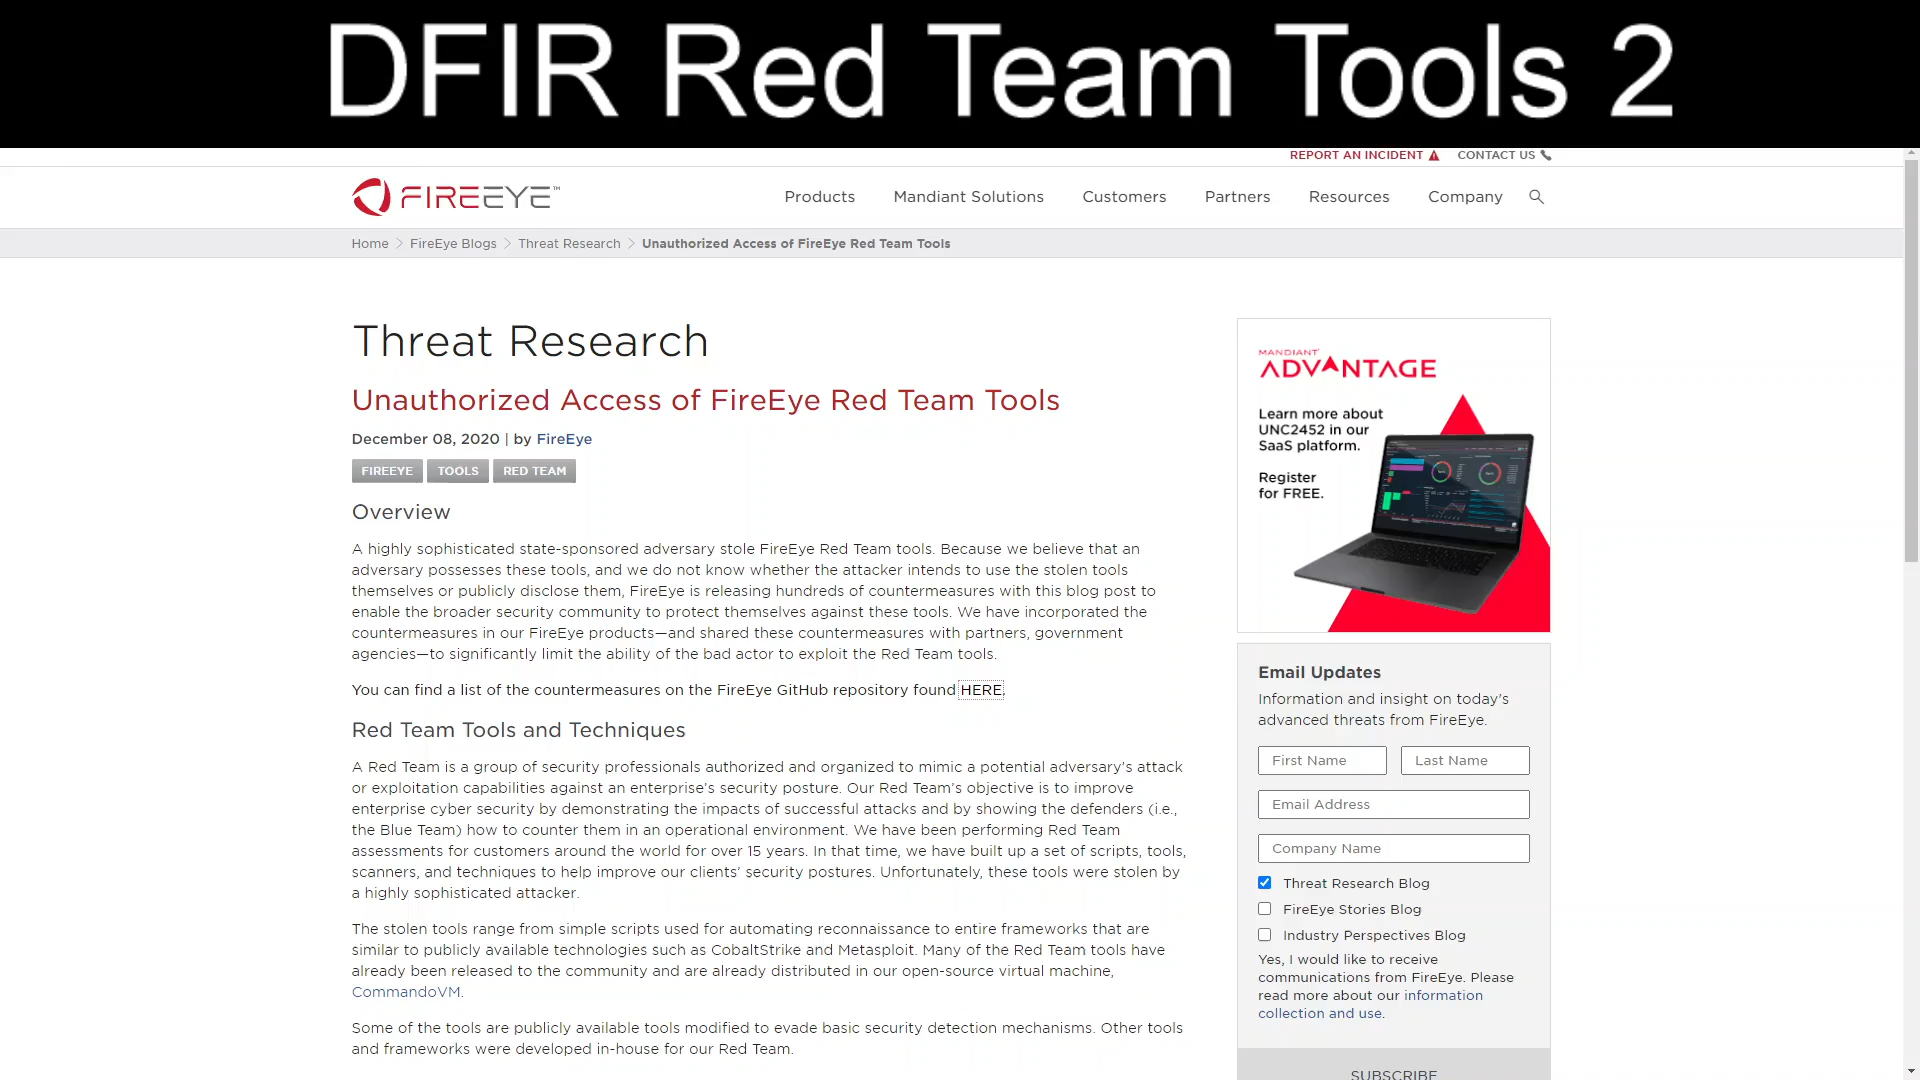 DFIR Red Team Tools 2
REPORT AN INCIDENT CONTACT US
FIREEYE™ Products Mandiant Solutions Customers Partners Resources Company
Home > FireEye Blogs > Threat Research > Unauthorized Access of FireEye Red Team Tools
Threat Research
Unauthorized Access of FireEye Red Team Tools
December 08, 2020 | by FireEye
FIREEYE TOOLS RED TEAM
Overview
A highly sophisticated state-sponsored adversary stole FireEye Red Team tools. Because we believe that an
adversary possesses these tools, and we do not know whether the attacker intends to use the stolen tools
themselves or publicly disclose them, FireEye is releasing hundreds of countermeasures with this blog post to
enable the broader security community to protect themselves against these tools. We have incorporated the
countermeasures in our FireEye products—and shared these countermeasures with partners, government
agencies—to significantly limit the ability of the bad actor to exploit the Red Team tools.
You can find a list of the countermeasures on the FireEye GitHub repository found HERE.
Red Team Tools and Techniques
A Red Team is a group of security professionals authorized and organized to mimic a potential adversary's attack
or exploitation capabilities against an enterprise's security posture. Our Red Team's objective is to improve
enterprise cyber security by demonstrating the impacts of successful attacks and by showing the defenders (i.e.,
the Blue Team) how to counter them in an operational environment. We have been performing Red Team
assessments for customers around the world for over 15 years. In that time, we have built up a set of scripts, tools,
scanners, and techniques to help improve our clients' security postures. Unfortunately, these tools were stolen by
a highly sophisticated attacker.
The stolen tools range from simple scripts used for automating reconnaissance to entire frameworks that are
similar to publicly available technologies such as CobaltStrike and Metasploit. Many of the Red Team tools have
already been released to the community and are already distributed in our open-source virtual machine,
CommandoVM.
Some of the tools are publicly available tools modified to evade basic security detection mechanisms. Other tools
and frameworks were developed in-house for our Red Team.
MANDIANT
ADVANTAGE
Learn more about
UNC2452 in our
SaaS platform.
Register
for FREE.
Email Updates
Information and insight on today's
advanced threats from FireEye.
First Name Last Name
Email Address
Company Name
Threat Research Blog
FireEye Stories Blog
Industry Perspectives Blog
Yes, I would like to receive
communications from FireEye. Please
read more about our information
collection and use.
SUBSCRIBE